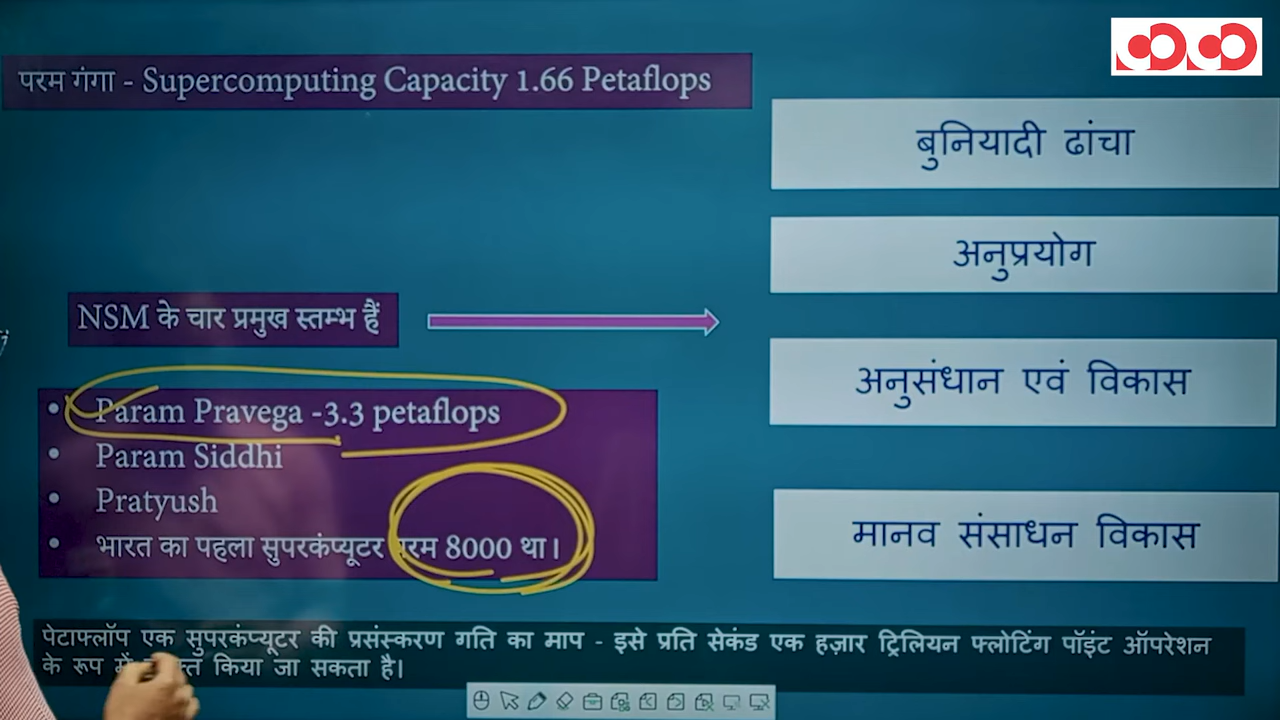 परम गंगा - Supercomputing Capacity 1.66 Petaflops
बुनियादी ढांचा
अनुप्रयोग
NSM के चार प्रमुख स्तम्भ हैं
अनुसंधान एवं विकास
• Param Pravega -3.3 petaflops
• Param Siddhi
• Pratyush
• भारत का पहला सुपरकंप्यूटर 8000 था।
मानव संसाधन विकास
पेटाफ्लॉप एक सुपरकंप्यूटर की प्रसंस्करण गति का माप - इसे प्रति सेकंड एक हज़ार ट्रिलियन फ्लोटिंग पॉइंट ऑपरेशन
के रूप में किया जा सकता है।